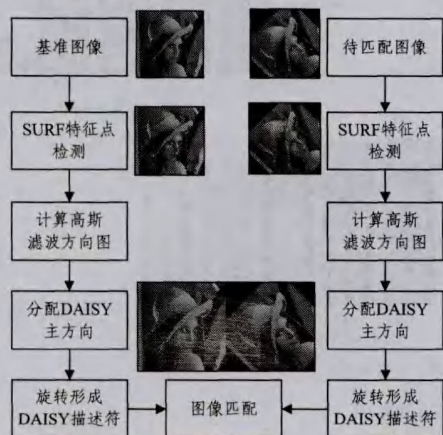 基准图像
待匹配图像
SURF特征点
检测
SURF特征点
检测
计算高斯
滤波方向图
计算高斯
滤波方向图
分配DAISY
主方向
分配DAISY
主方向
旋转形成
DAISY描述符
图像匹配
旋转形成
DAISY描述符